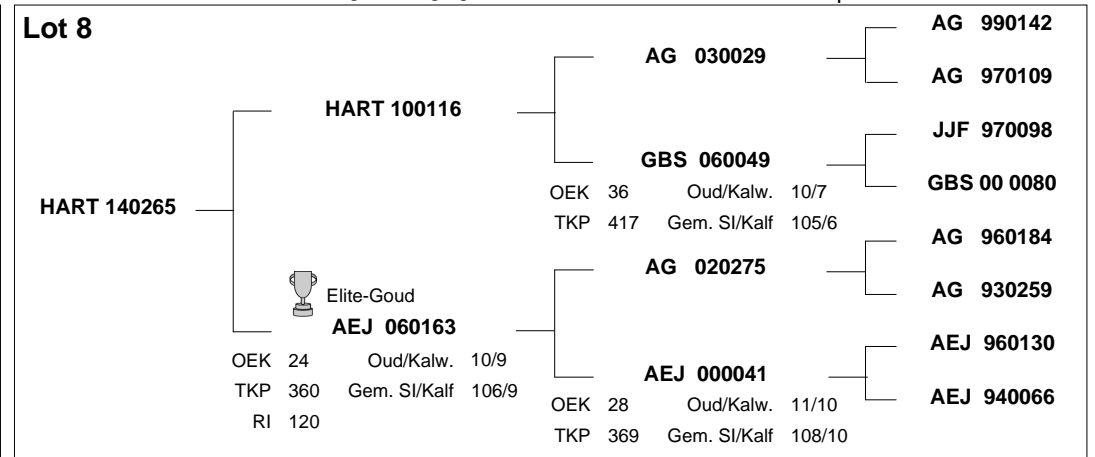 Lot 8
AG 990142
AG 030029
AG 970109
HART 100116
JJF 970098
GBS 060049
GBS 00 0080
OEK 36 Oud/Kalw. 10/7
TKP 417 Gem. SI/Kalf 105/6
HART 140265
AG 960184
AG 020275
AG 930259
Elite-Goud
AEJ 060163
OEK 24 Oud/Kalw. 10/9
TKP 360 Gem. SI/Kalf 106/9
RI 120
AEJ 960130
AEJ 000041
AEJ 940066
OEK 28 Oud/Kalw. 11/10
TKP 369 Gem. SI/Kalf 108/10